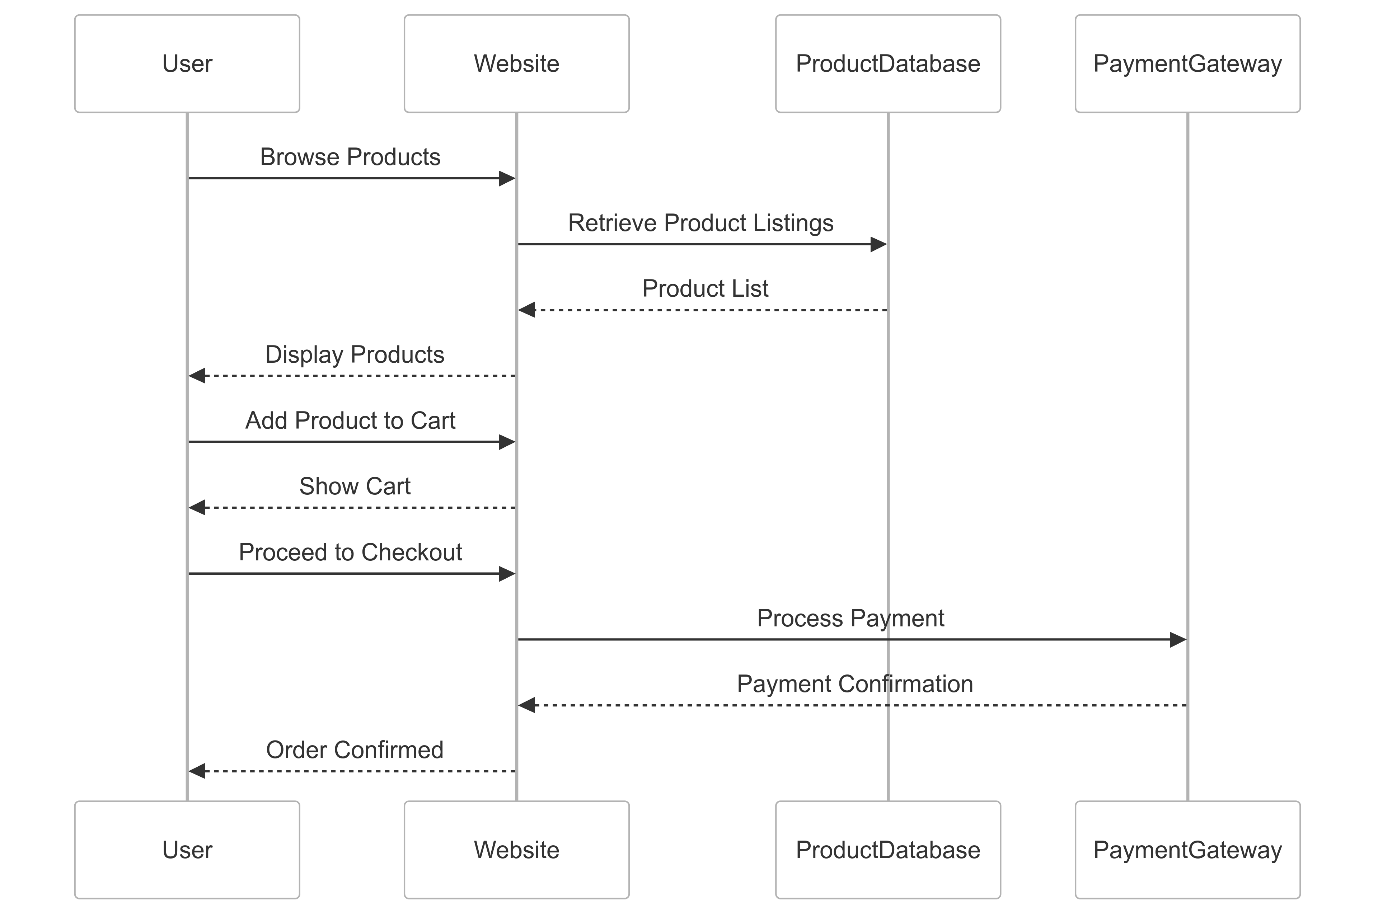 User
Website
ProductDatabase
PaymentGateway
Browse Products
Retrieve Product Listings
Product List
Display Products
Add Product to Cart
Show Cart
Proceed to Checkout
Process Payment
Payment Confirmation
Order Confirmed
User
Website
ProductDatabase
PaymentGateway